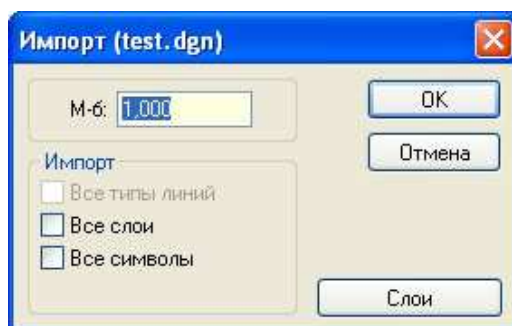 Импорт (test.dgn)
М-б: 1,000
OK
Отмена
Импорт
Все типы линий
Все слои
Все символы
Слои